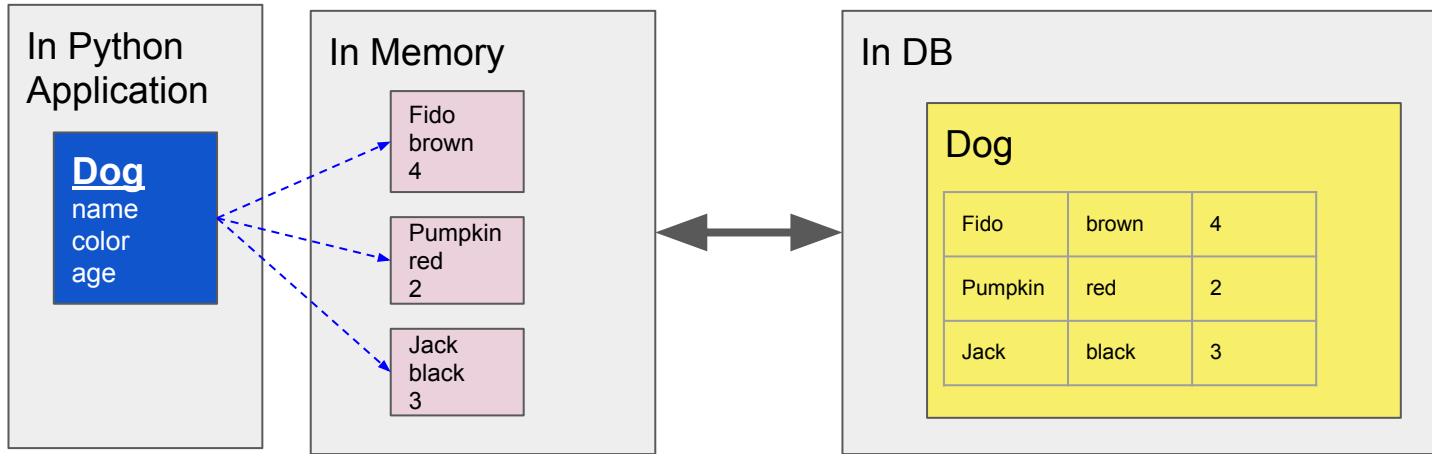 In Python
Application
Dog
name
color
age
In Memory
Fido
brown
4
Pumpkin
red
2
Jack
black
3
In DB
Dog
Fido brown 4
Pumpkin red 2
Jack black 3